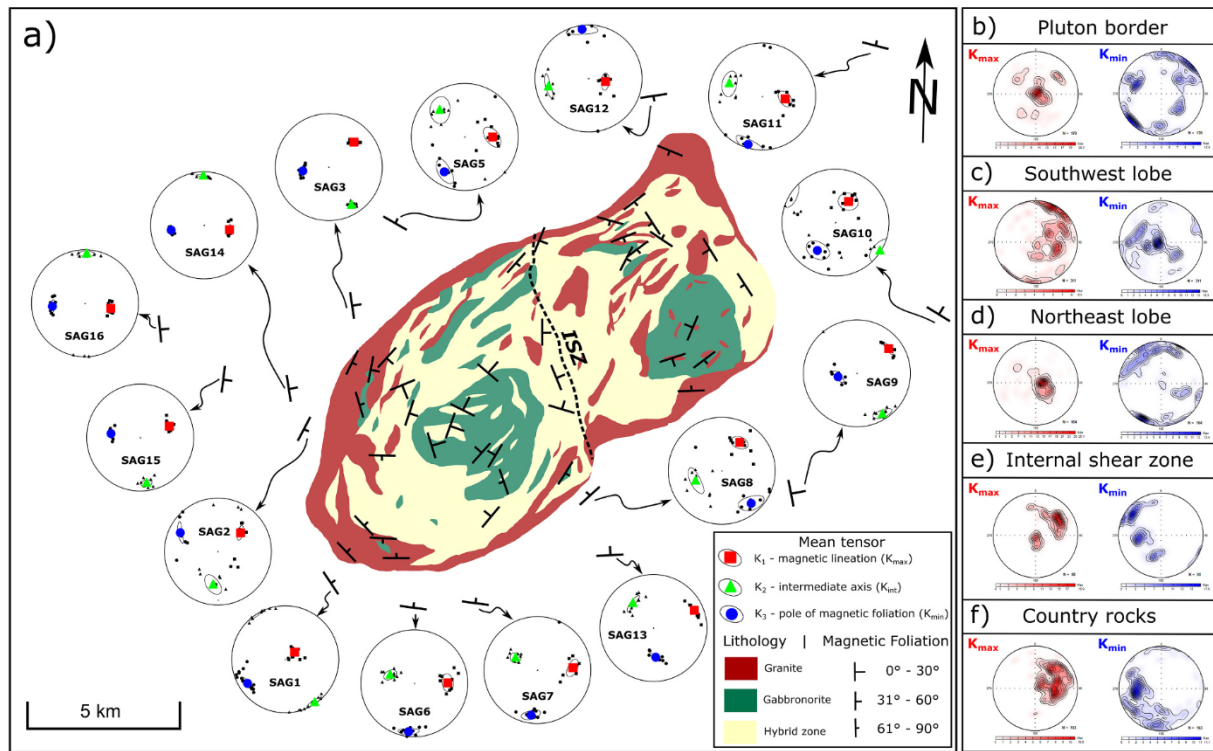 a)
N
SAG12
SAG11
SAG5
SAG3
SAG14
SAG10
SAG16
ISZ
SAG9
SAG15
SAG8
SAG2
SAG13
SAG1
SAG6
SAG7
5 km
Mean tensor
K1 - magnetic lineation (Kmax)
K2 - intermediate axis (Kint)
K3 - pole of magnetic foliation (Kmin)
Lithology | Magnetic Foliation
Granite 0° - 30°
Gabbronorite 31° - 60°
Hybrid zone 61° - 90°
b) Pluton border
Kmax Kmin
c) Southwest lobe
Kmax Kmin
d) Northeast lobe
Kmax Kmin
e) Internal shear zone
Kmax Kmin
f) Country rocks
Kmax Kmin